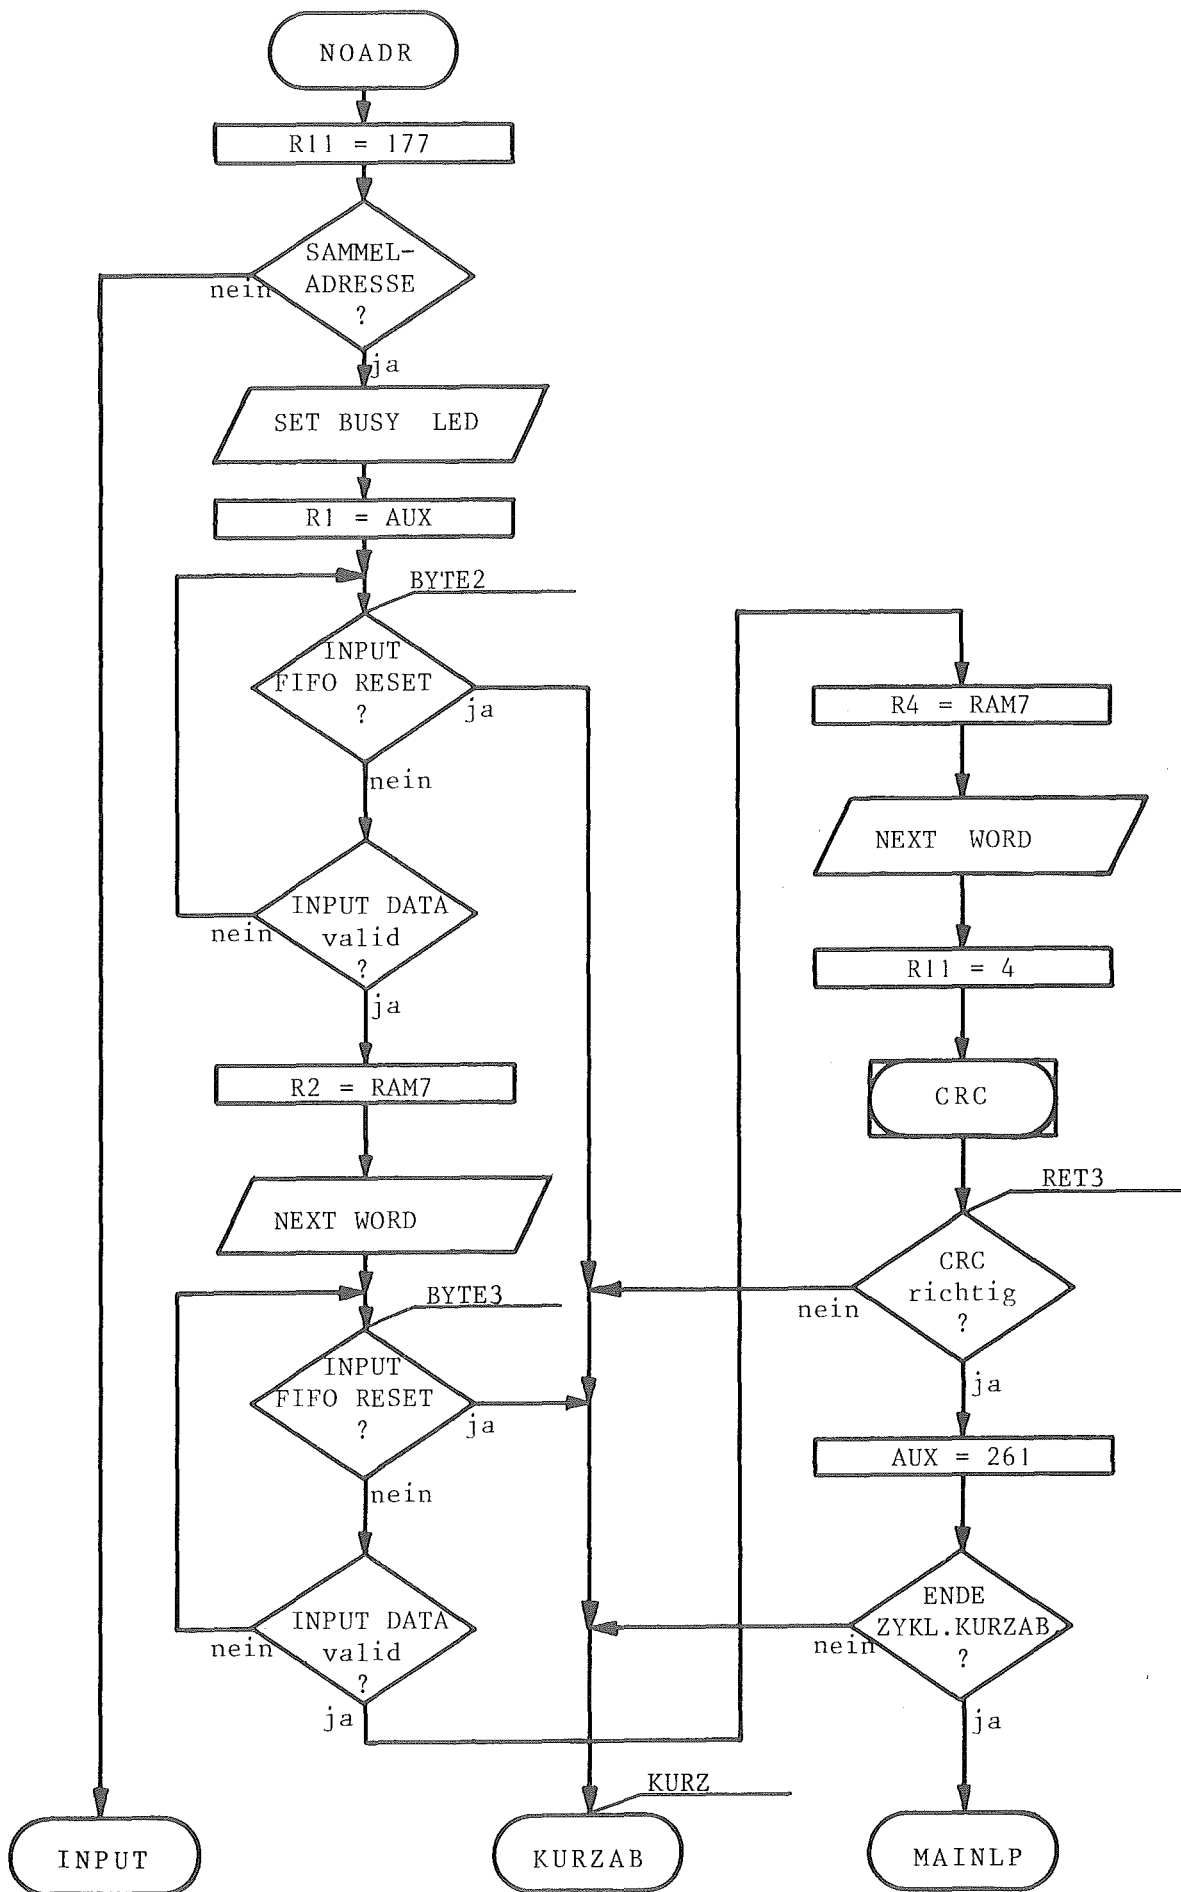 NOADR
R11 = 177
SAMMEL-
ADRESSE
?
nein
ja
SET BUSY LED
R1 = AUX
BYTE2
INPUT
FIFO RESET
?
ja
nein
INPUT DATA
valid
?
nein
ja
R2 = RAM7
NEXT WORD
BYTE3
INPUT
FIFO RESET
?
ja
nein
INPUT DATA
valid
?
nein
ja
R4 = RAM7
NEXT WORD
R11 = 4
CRC
RET3
CRC
richtig
?
nein
ja
AUX = 261
ENDE
ZYKL.KURZAB.
?
nein
ja
KURZ
INPUT
KURZAB
MAINLP